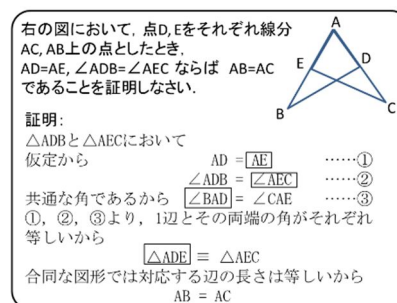 右の図において, 点D, Eをそれぞれ線分
AC, AB上の点としたとき,
AD=AE, ∠ADB=∠AEC ならば AB=AC
であることを証明しなさい.
A
E
D
B
C
証明:
△ADBと△AECにおいて
仮定から AD = AE ……①
∠ADB = ∠AEC ……②
共通な角であるから ∠BAD = ∠CAE ……③
①, ②, ③より, 1辺とその両端の角がそれぞれ
等しいから
△ADE ≡ △AEC
合同な図形では対応する辺の長さは等しいから
AB = AC